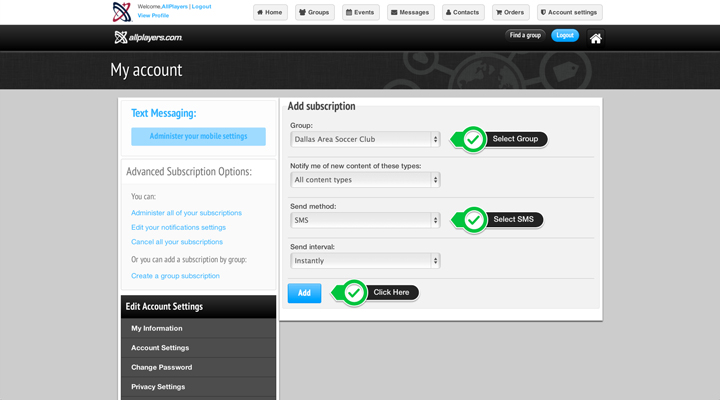 Welcome,AllPlayers | Logout
View Profile
Home
Groups
Events
Messages
Contacts
Orders
Account settings
allplayers.com
Find a group
Logout
My account
Text Messaging:
Administer your mobile settings
Advanced Subscription Options:
You can:
Administer all of your subscriptions
Edit your notifications settings
Cancel all your subscriptions
Or you can add a subscription by group:
Create a group subscription
Edit Account Settings
My Information
Account Settings
Change Password
Privacy Settings
Add subscription
Group:
Dallas Area Soccer Club
Select Group
Notify me of new content of these types:
All content types
Send method:
SMS
Select SMS
Send interval:
Instantly
Add
Click Here